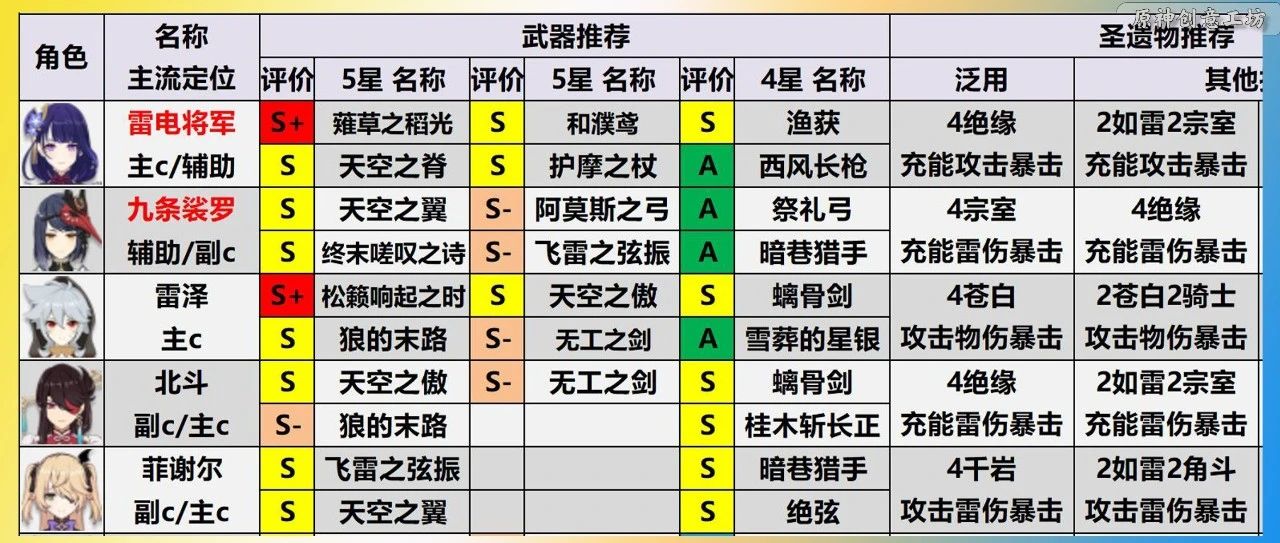 原神创意工坊
角色 名称 武器推荐 圣遗物推荐
主流定位 评价 5星 名称 评价 5星 名称 评价 4星 名称 泛用 其他
雷电将军 S+ 薙草之稻光 S 和濮鸢 S 渔获 4绝缘 2如雷2宗室
主c/辅助 S 天空之脊 S 护摩之杖 A 西风长枪 充能攻击暴击 充能攻击暴击
九条裟罗 S 天空之翼 S- 阿莫斯之弓 A 祭礼弓 4宗室 4绝缘
辅助/副c S 终末嗟叹之诗 S- 飞雷之弦振 A 暗巷猎手 充能雷伤暴击 充能雷伤暴击
雷泽 S+ 松籁响起之时 S 天空之傲 S 螭骨剑 4苍白 2苍白2骑士
主c S 狼的末路 S- 无工之剑 A 雪葬的星银 攻击物伤暴击 攻击物伤暴击
北斗 S 天空之傲 S- 无工之剑 S 螭骨剑 4绝缘 2如雷2宗室
副c/主c S- 狼的末路 S 桂木斩长正 充能雷伤暴击 充能雷伤暴击
菲谢尔 S 飞雷之弦振 S 暗巷猎手 4千岩 2如雷2角斗
副c/主c S 天空之翼 S 绝弦 攻击雷伤暴击 攻击雷伤暴击